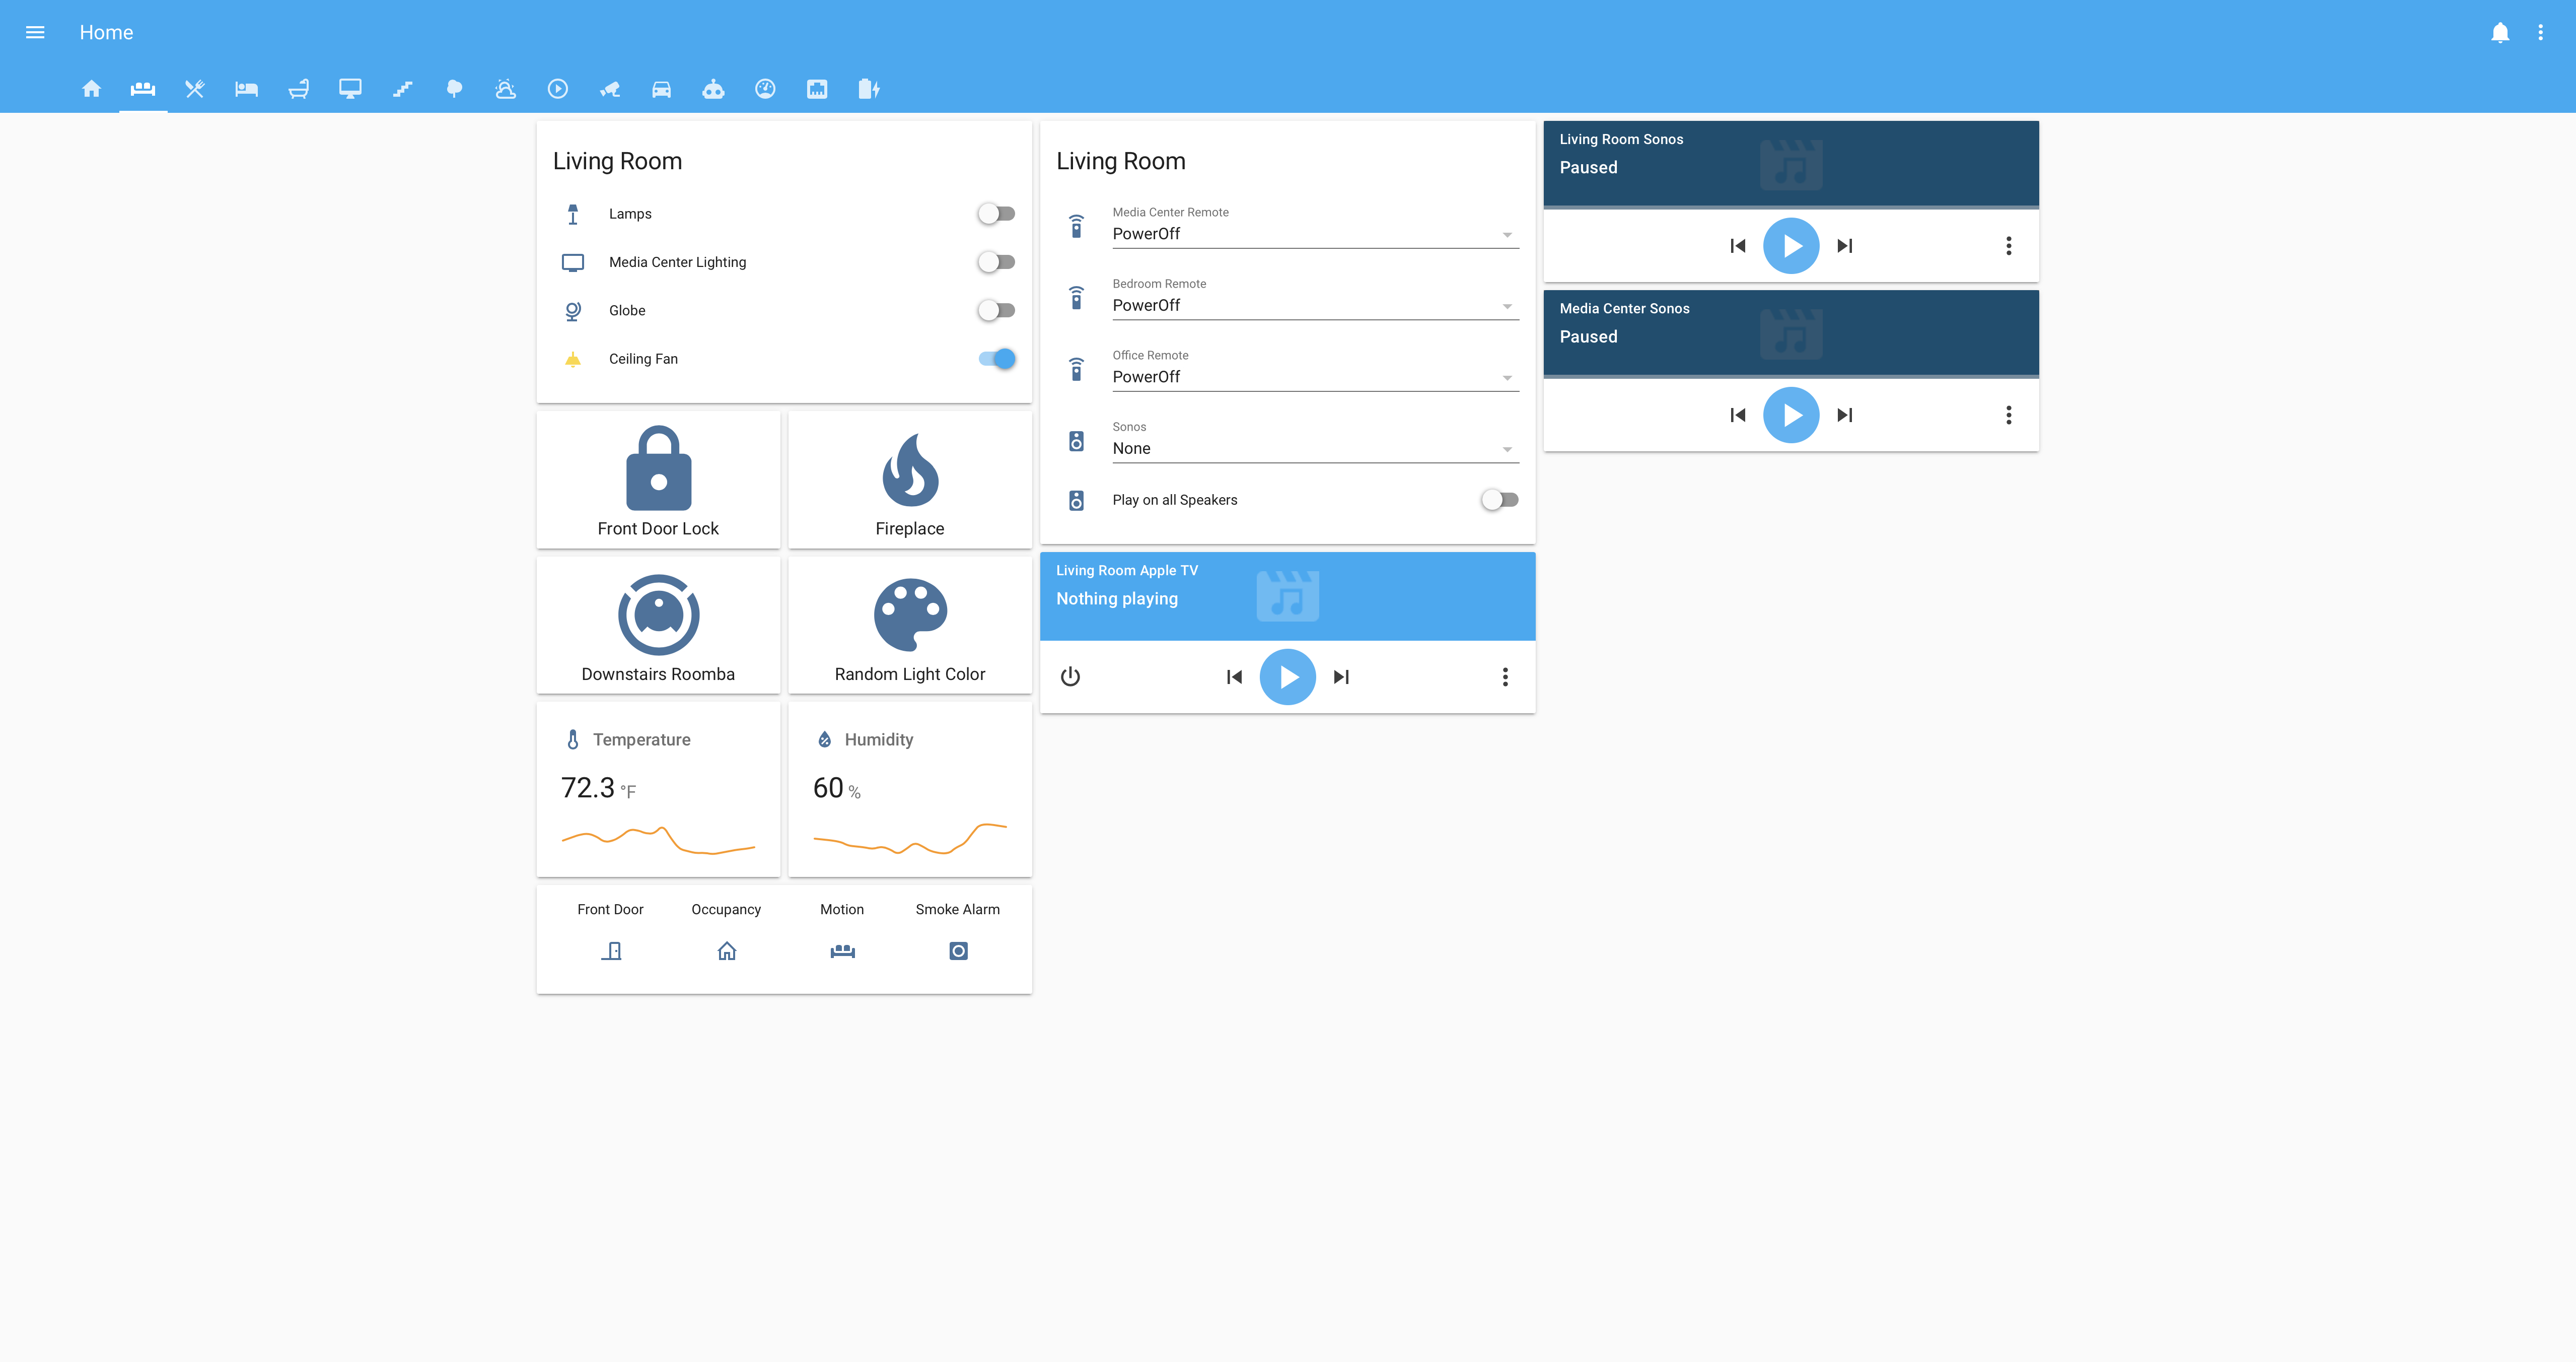 Home
Living Room
Lamps
Media Center Lighting
Globe
Ceiling Fan
Front Door Lock
Fireplace
Downstairs Roomba
Random Light Color
Temperature
72.3 °F
Humidity
60 %
Front Door
Occupancy
Motion
Smoke Alarm
Living Room
Media Center Remote
PowerOff
Bedroom Remote
PowerOff
Office Remote
PowerOff
Sonos
None
Play on all Speakers
Living Room Apple TV
Nothing playing
Living Room Sonos
Paused
Media Center Sonos
Paused